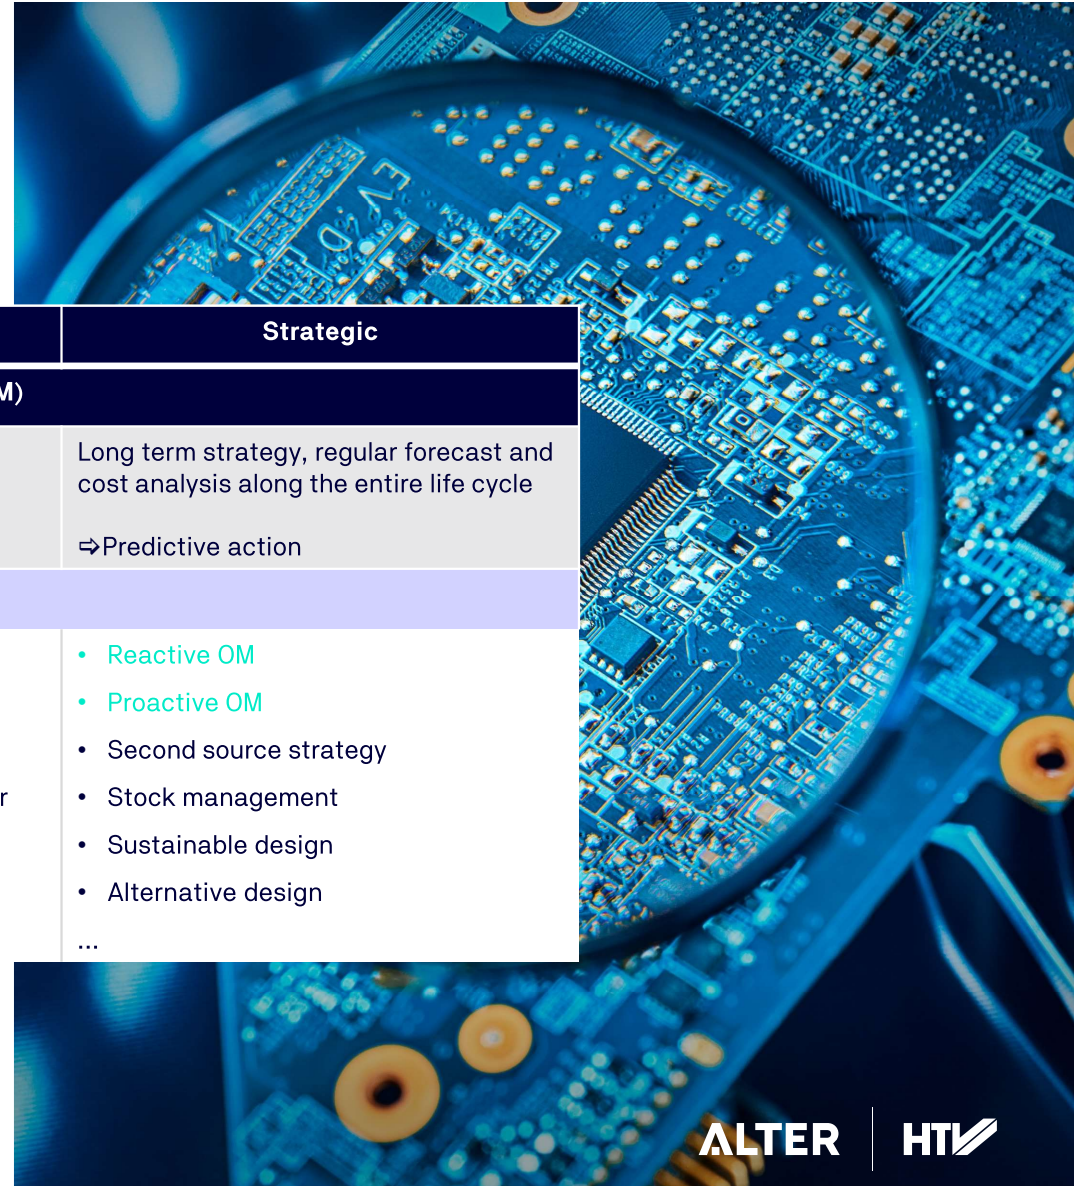 Strategic
M)
Long term strategy, regular forecast and
cost analysis along the entire life cycle
⇨Predictive action
• Reactive OM
• Proactive OM
• Second source strategy
r
• Stock management
• Sustainable design
• Alternative design
...
ALTER | HTV